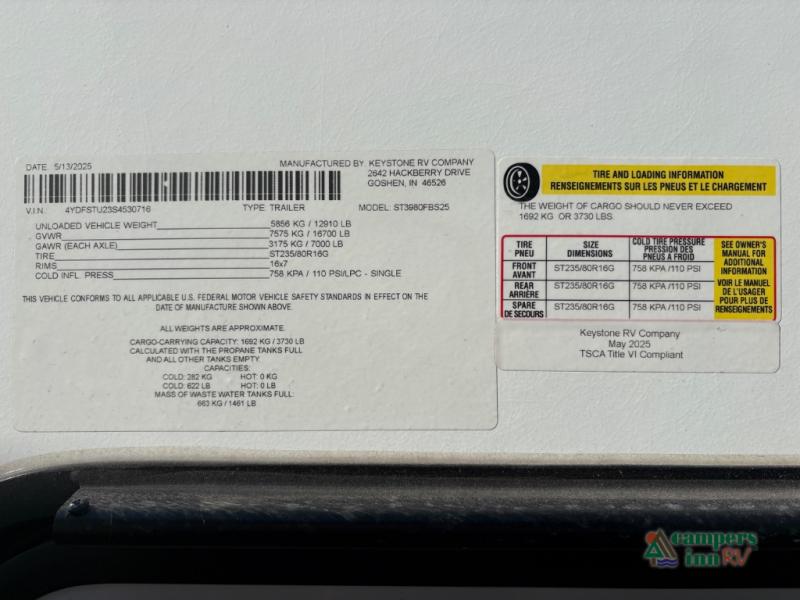 DATE 5/13/2025
MANUFACTURED BY KEYSTONE RV COMPANY
2642 HACKBERRY DRIVE
GOSHEN, IN 46526
V.I.N. 4YDFSTU23S4530716 TYPE: TRAILER MODEL: ST3980FBS25
UNLOADED VEHICLE WEIGHT 5856 KG / 12910 LB
GVWR 7575 KG / 16700 LB
GAWR (EACH AXLE) 3175 KG / 7000 LB
TIRE ST235/80R16G
RIMS 16x7
COLD INFL. PRESS 758 KPA / 110 PSI/LPC - SINGLE
THIS VEHICLE CONFORMS TO ALL APPLICABLE U.S. FEDERAL MOTOR VEHICLE SAFETY STANDARDS IN EFFECT ON THE
DATE OF MANUFACTURE SHOWN ABOVE.
ALL WEIGHTS ARE APPROXIMATE.
CARGO-CARRYING CAPACITY: 1692 KG / 3730 LB
CALCULATED WITH THE PROPANE TANKS FULL
AND ALL OTHER TANKS EMPTY.
CAPACITIES:
COLD: 282 KG HOT: 0 KG
COLD: 622 LB HOT: 0 LB
MASS OF WASTE WATER TANKS FULL:
663 KG / 1461 LB
TIRE AND LOADING INFORMATION
RENSEIGNEMENTS SUR LES PNEUS ET LE CHARGEMENT
THE WEIGHT OF CARGO SHOULD NEVER EXCEED
1692 KG OR 3730 LBS.
TIRE
PNEU
SIZE
DIMENSIONS
COLD TIRE PRESSURE
PRESSION DES
PNEUS A FROID
FRONT
AVANT
ST235/80R16G
758 KPA /110 PSI
REAR
ARRIÈRE
ST235/80R16G
758 KPA /110 PSI
SPARE
DE SECOURS
ST235/80R16G
758 KPA /110 PSI
SEE OWNER'S
MANUAL FOR
ADDITIONAL
INFORMATION
VOIR LE MANUEL
DE L'USAGER
POUR PLUS DE
RENSEIGNEMENTS
Keystone RV Company
May 2025
TSCA Title VI Compliant
campers
inn RV